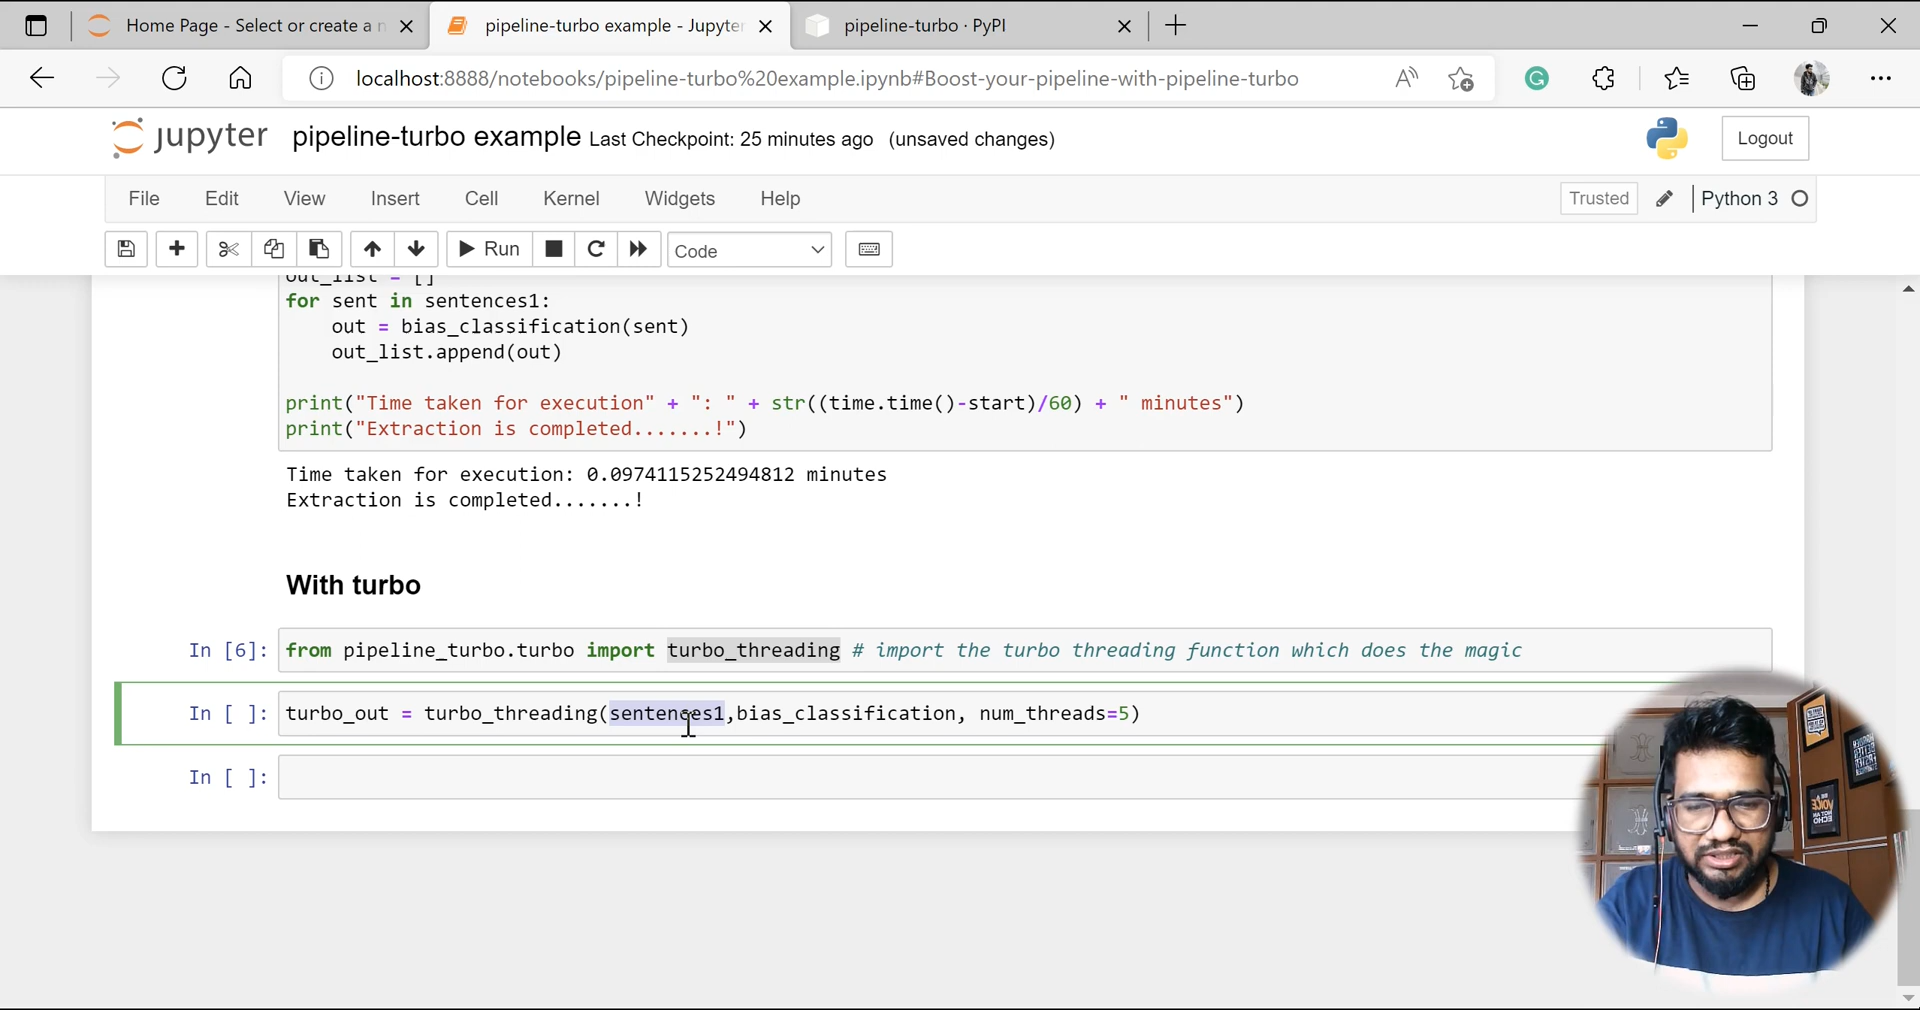 Home Page - Select or create a n
pipeline-turbo example - Jupyter
pipeline-turbo · PyPI
localhost:8888/notebooks/pipeline-turbo%20example.ipynb#Boost-your-pipeline-with-pipeline-turbo
jupyter pipeline-turbo example Last Checkpoint: 25 minutes ago (unsaved changes)
Logout
File Edit View Insert Cell Kernel Widgets Help
Trusted Python 3
Run Code
out_list = []
for sent in sentences1:
    out = bias_classification(sent)
    out_list.append(out)
print("Time taken for execution" + ": " + str((time.time()-start)/60) + " minutes")
print("Extraction is completed.......!")
Time taken for execution: 0.0974115252494812 minutes
Extraction is completed.......!
With turbo
In [6]: from pipeline_turbo.turbo import turbo_threading # import the turbo threading function which does the magic
In [ ]: turbo_out = turbo_threading(sentences1,bias_classification, num_threads=5)
In [ ]: